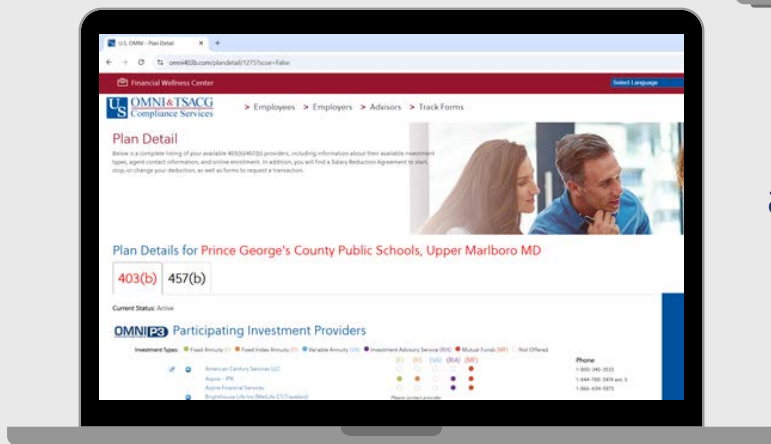 U.S. OMNI - Plan Detail
omni403b.com/plandetail/1275?scoe=False
Financial Wellness Center
Select Language
US OMNI & TSACG
Compliance Services
> Employees > Employers > Advisors > Track Forms
Plan Detail
Below is a complete listing of your available 403(b)/457(b) providers, including information about their available investment
types, agent contact information, and online enrollment. In addition, you will find a Salary Reduction Agreement to start,
stop, or change your deduction, as well as forms to request a transaction.
Plan Details for Prince George's County Public Schools, Upper Marlboro MD
403(b) 457(b)
Current Status: Active
OMNI P3 Participating Investment Providers
Investment Types: Fixed Annuity (F) Fixed Index Annuity (FI) Variable Annuity (VA) Investment Advisory Service (RIA) Mutual Funds (MF) Not Offered
(F) (FI) (VA) (RIA) (MF) Phone
American Century Services LLC 1-800-345-3533
Aspire - IPX 1-844-788-3474 ext. 5
Aspire Financial Services 1-866-634-5873
Brighthouse Life Ins (MetLife CT/Travelers) Please contact provider